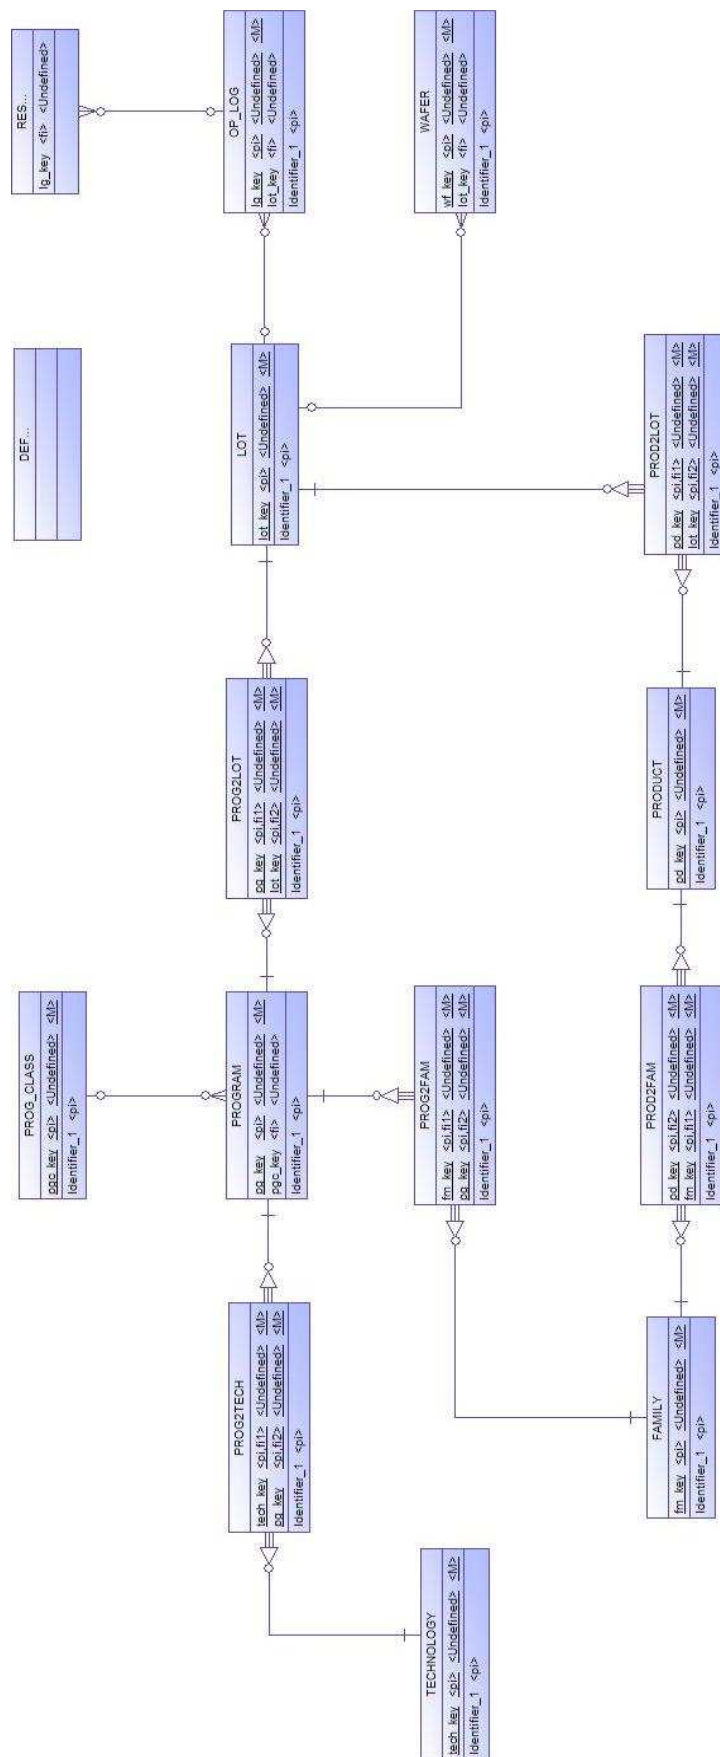 RES...
lg_key <fi> <Undefined>
OP_LOG
lg_key <pi> <Undefined> <M>
lot_key <fi> <Undefined>
Identifier_1 <pi>
WAFER
wf_key <pi> <Undefined> <M>
lot_key <fi> <Undefined>
Identifier_1 <pi>
DEF...
LOT
lot_key <pi> <Undefined> <M>
Identifier_1 <pi>
PROD2LOT
pd_key <pi,fi1> <Undefined> <M>
lot_key <pi,fi2> <Undefined> <M>
Identifier_1 <pi>
PROG2LOT
pg_key <pi,fi1> <Undefined> <M>
lot_key <pi,fi2> <Undefined> <M>
Identifier_1 <pi>
PRODUCT
pd_key <pi> <Undefined> <M>
Identifier_1 <pi>
PROG_CLASS
pgc_key <pi> <Undefined> <M>
Identifier_1 <pi>
PROGRAM
pg_key <pi> <Undefined> <M>
pgc_key <fi> <Undefined>
Identifier_1 <pi>
PROG2FAM
fm_key <pi,fi1> <Undefined> <M>
pg_key <pi,fi2> <Undefined> <M>
Identifier_1 <pi>
PROD2FAM
pd_key <pi,fi2> <Undefined> <M>
fm_key <pi,fi1> <Undefined> <M>
Identifier_1 <pi>
PROG2TECH
tech_key <pi,fi1> <Undefined> <M>
pg_key <pi,fi2> <Undefined> <M>
Identifier_1 <pi>
FAMILY
fm_key <pi> <Undefined> <M>
Identifier_1 <pi>
TECHNOLOGY
tech_key <pi> <Undefined> <M>
Identifier_1 <pi>